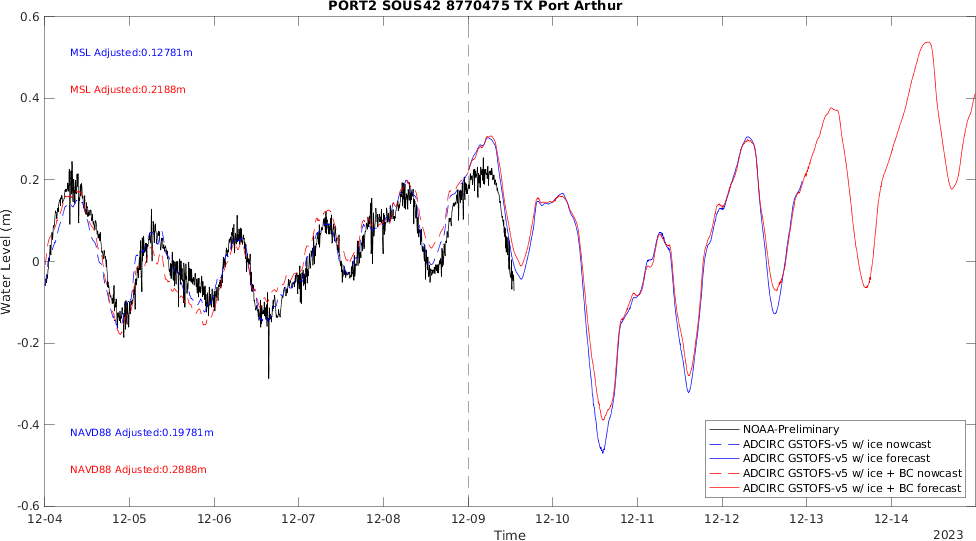 PORT2 SOUS42 8770475 TX Port Arthur
0.6
MSL Adjusted:0.12781m
MSL Adjusted:0.2188m
0.4
0.2
0
-0.2
-0.4
-0.6
Water Level (m)
NAVD88 Adjusted:0.19781m
NAVD88 Adjusted:0.2888m
NOAA-Preliminary
ADCIRC GSTOFS-v5 w/ ice nowcast
ADCIRC GSTOFS-v5 w/ ice forecast
ADCIRC GSTOFS-v5 w/ ice + BC nowcast
ADCIRC GSTOFS-v5 w/ ice + BC forecast
12-04 12-05 12-06 12-07 12-08 12-09 12-10 12-11 12-12 12-13 12-14
Time
2023